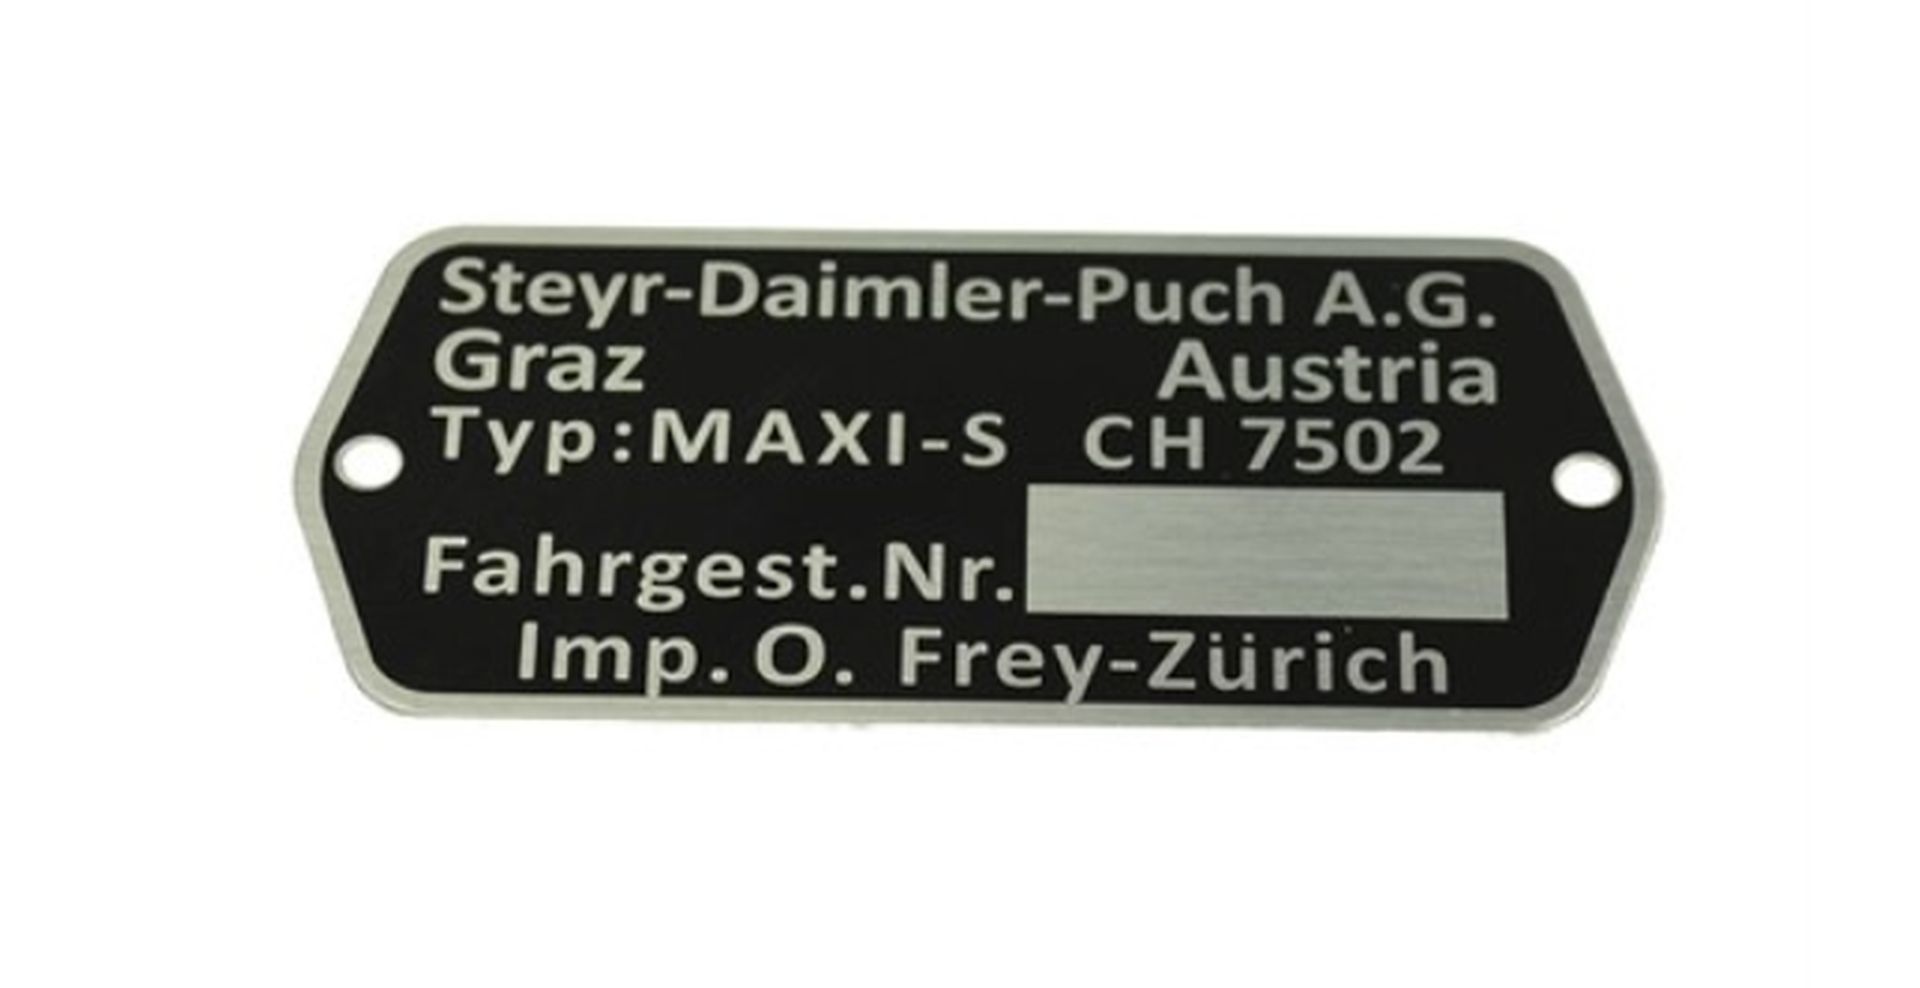 Steyr-Daimler-Puch A.G.
Graz Austria
Typ:MAXI-S CH 7502
Fahrgest.Nr.
Imp. O. Frey-Zürich